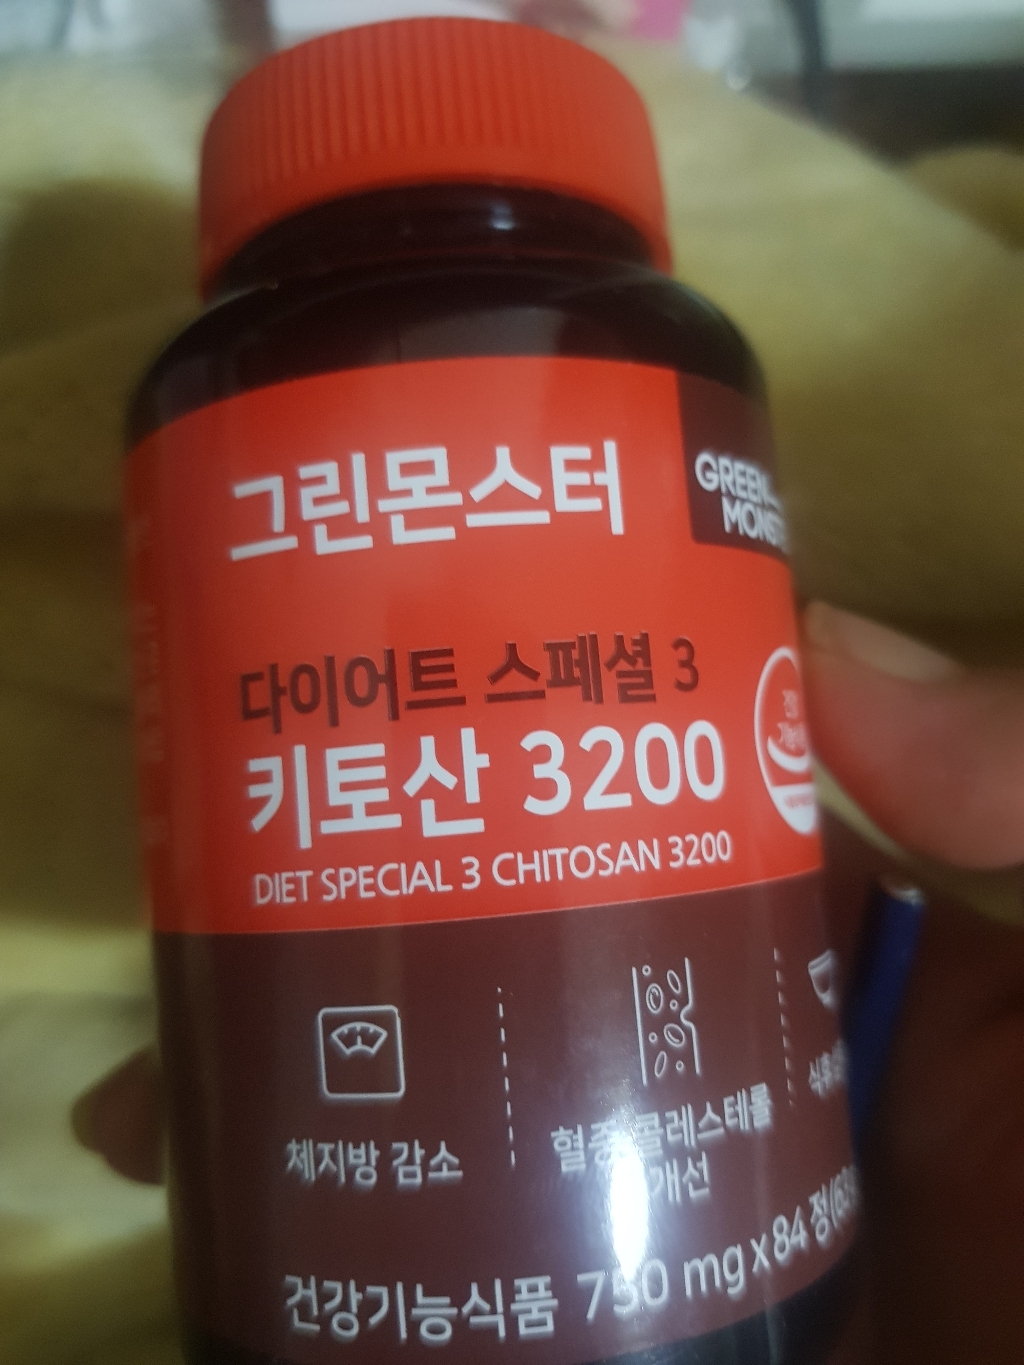 그린몬스터
GREEN
다이어트 스페셜 3
키토산 3200
DIET SPECIAL 3 CHITOSAN 3200
체지방 감소
혈중 콜레스테롤
개선
건강기능식품 750 mg x 84 정